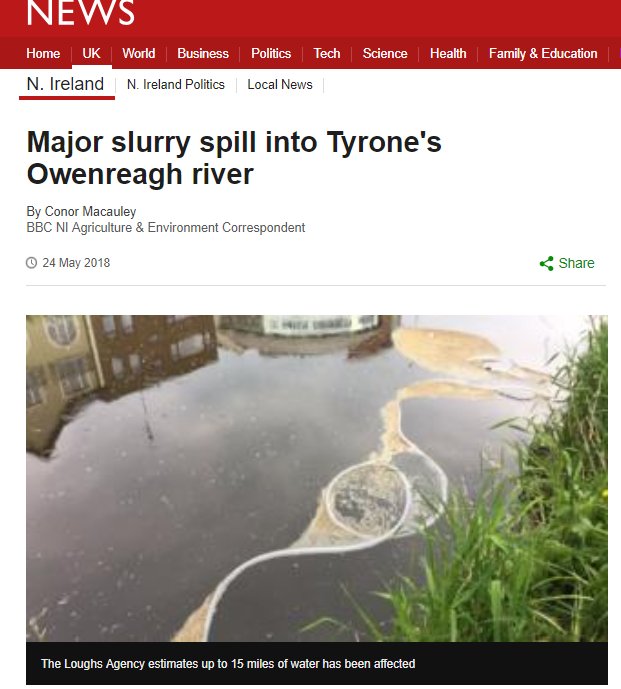 NEWS
Home UK World Business Politics Tech Science Health Family & Education
N. Ireland N. Ireland Politics Local News
Major slurry spill into Tyrone's
Owenreagh river
By Conor Macauley
BBC NI Agriculture & Environment Correspondent
24 May 2018 Share
The Loughs Agency estimates up to 15 miles of water has been affected